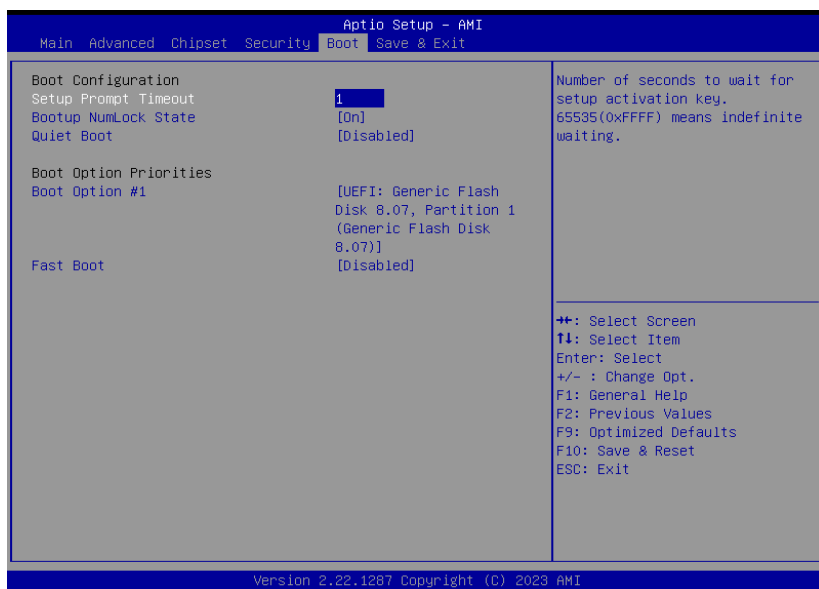 Aptio Setup – AMI
Main Advanced Chipset Security Boot Save & Exit
Boot Configuration
Setup Prompt Timeout 1
Bootup NumLock State [On]
Quiet Boot [Disabled]
Boot Option Priorities
Boot Option #1 [UEFI: Generic Flash
Disk 8.07, Partition 1
(Generic Flash Disk
8.07)]
Fast Boot [Disabled]
Number of seconds to wait for
setup activation key.
65535(0xFFFF) means indefinite
waiting.
→←: Select Screen
↑↓: Select Item
Enter: Select
+/- : Change Opt.
F1: General Help
F2: Previous Values
F9: Optimized Defaults
F10: Save & Reset
ESC: Exit
Version 2.22.1287 Copyright (C) 2023 AMI